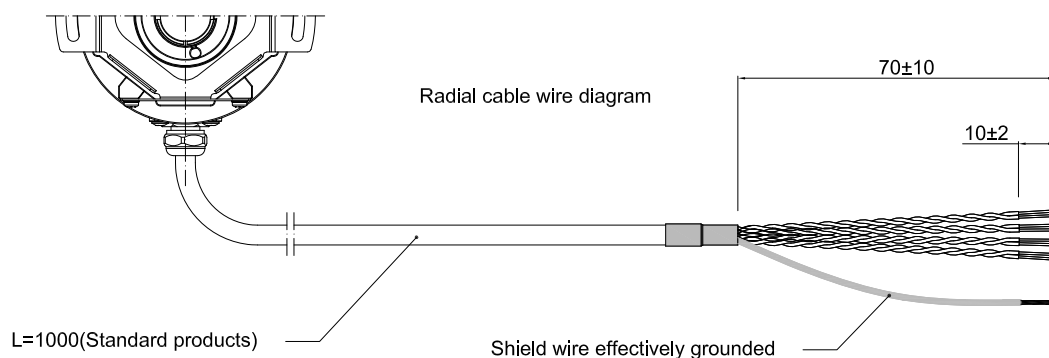 70±10
Radial cable wire diagram
10±2
L=1000(Standard products)
Shield wire effectively grounded